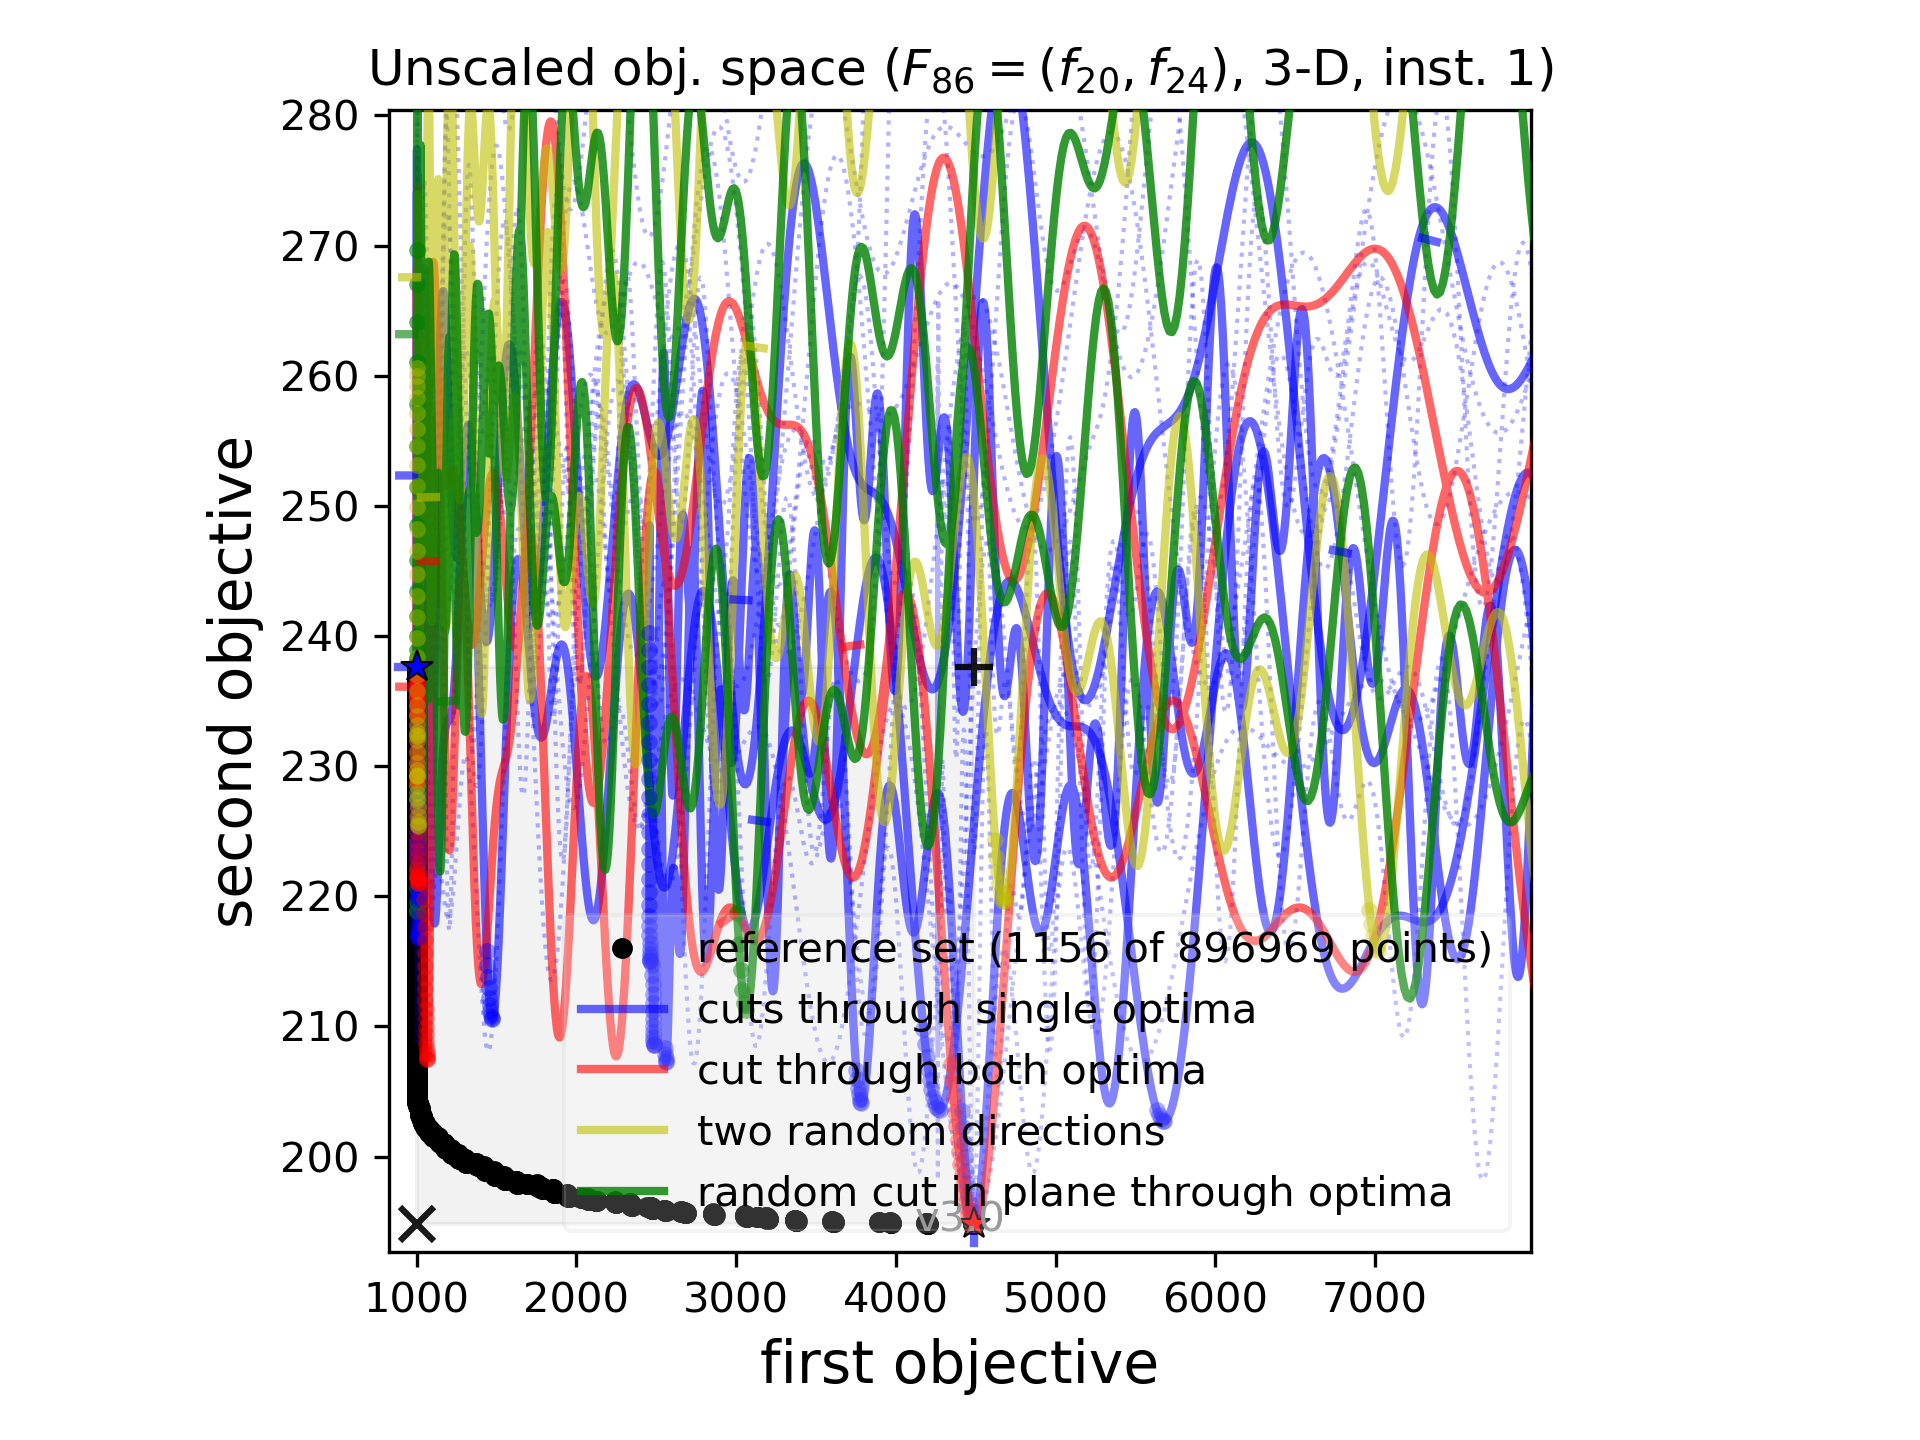 Unscaled obj. space (F86 = (f20, f24), 3-D, inst. 1)
280
270
260
250
240
230
220
210
200
second objective
reference set (1156 of 896969 points)
cuts through single optima
cut through both optima
two random directions
random cut in plane through optima
v3.0
1000 2000 3000 4000 5000 6000 7000
first objective